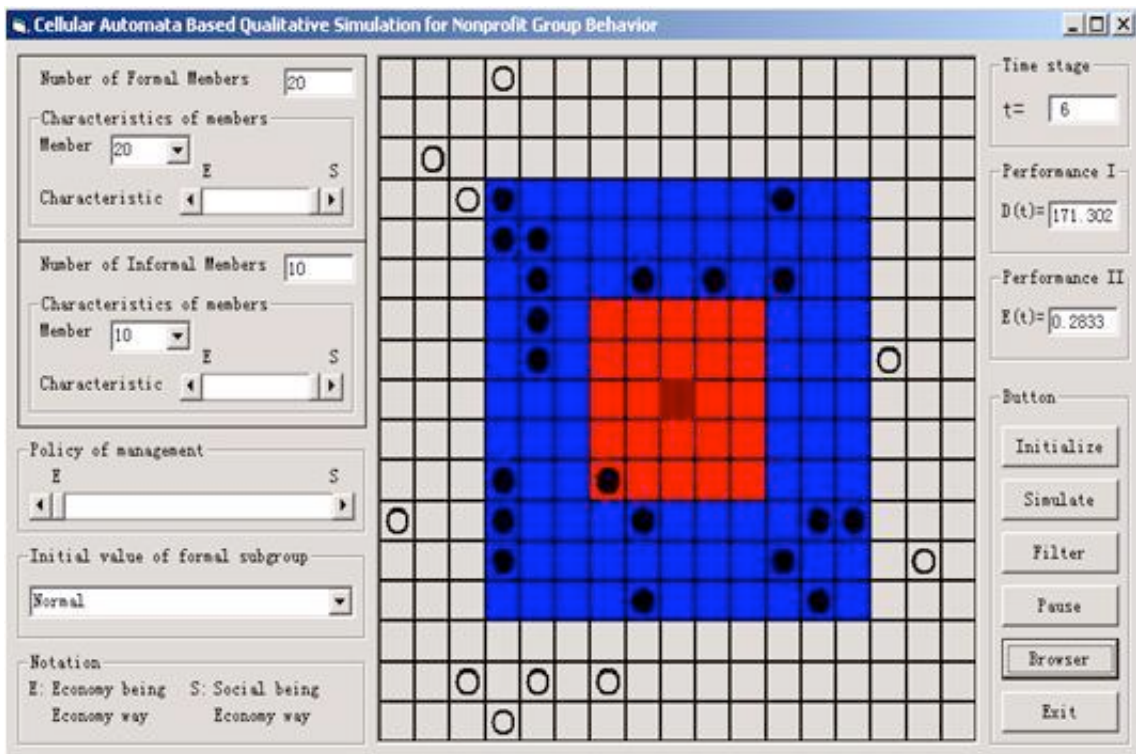 Cellular Automata Based Qualitative Simulation for Nonprofit Group Behavior
Number of Formal Members 20
Characteristics of members
Member 20
E S
Characteristic
Number of Informal Members 10
Characteristics of members
Member 10
E S
Characteristic
Policy of management
E S
Initial value of formal subgroup
Normal
Notation
E: Economy being S: Social being
Economy way Economy way
Time stage
t= 6
Performance I
D(t)= 171.302
Performance II
E(t)= 0.2833
Button
Initialize
Simulate
Filter
Pause
Browser
Exit